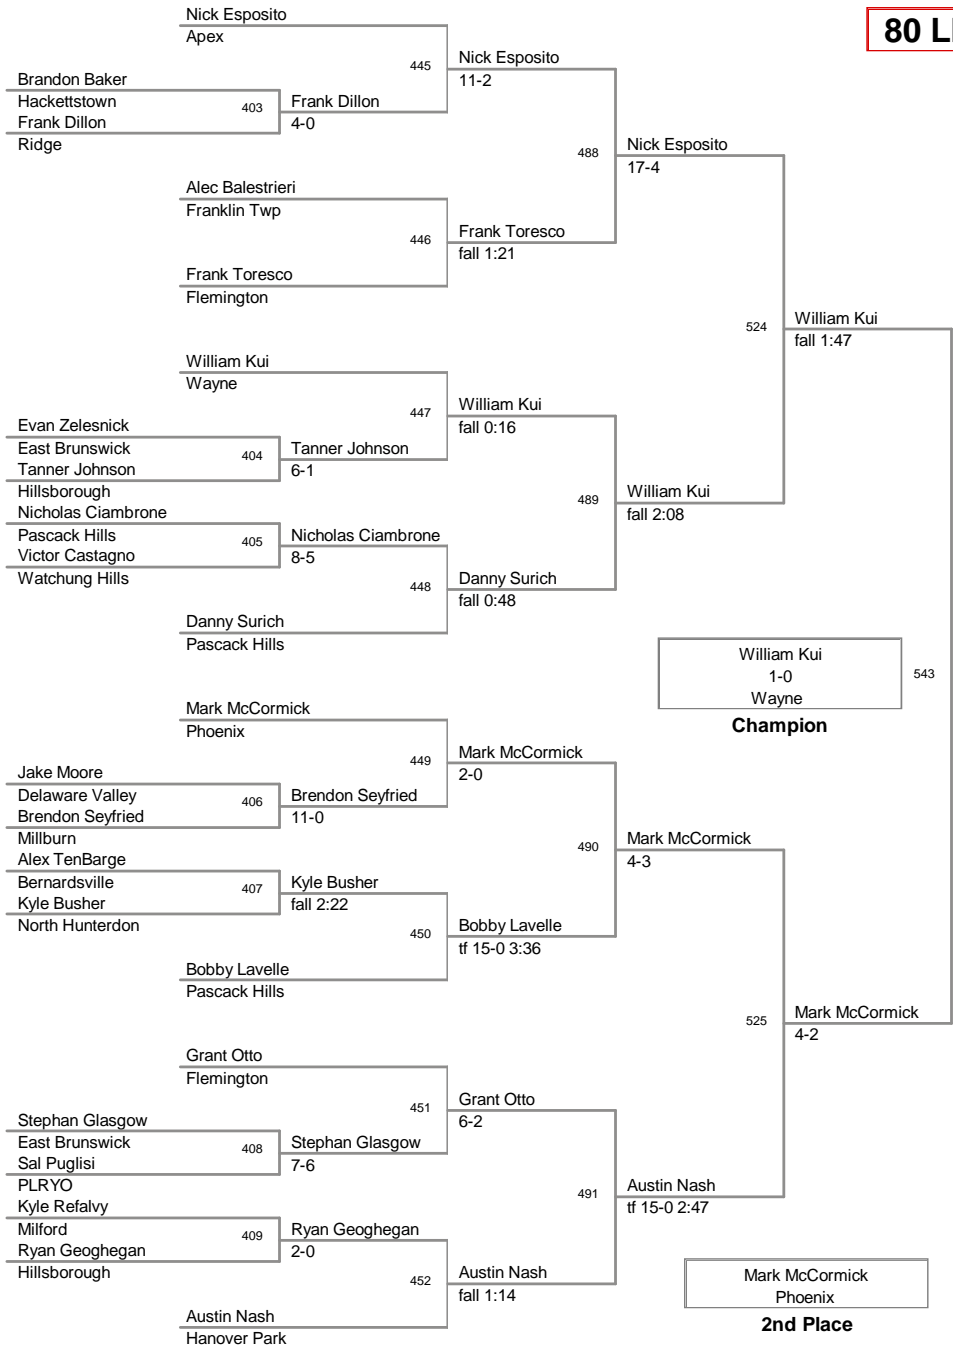 Nick Esposito
Apex
80 L
445
Nick Esposito
11-2
Brandon Baker
Hackettstown
403
Frank Dillon
4-0
Frank Dillon
Ridge
488
Nick Esposito
17-4
Alec Balestrieri
Franklin Twp
446
Frank Toresco
fall 1:21
Frank Toresco
Flemington
524
William Kui
fall 1:47
William Kui
Wayne
447
William Kui
fall 0:16
Evan Zelesnick
East Brunswick
404
Tanner Johnson
6-1
Tanner Johnson
Hillsborough
489
William Kui
fall 2:08
Nicholas Ciambrone
Pascack Hills
405
Nicholas Ciambrone
8-5
Victor Castagno
Watchung Hills
448
Danny Surich
fall 0:48
Danny Surich
Pascack Hills
William Kui
1-0
Wayne
543
Champion
Mark McCormick
Phoenix
449
Mark McCormick
2-0
Jake Moore
Delaware Valley
406
Brendon Seyfried
11-0
Brendon Seyfried
Millburn
490
Mark McCormick
4-3
Alex TenBarge
Bernardsville
407
Kyle Busher
fall 2:22
Kyle Busher
North Hunterdon
450
Bobby Lavelle
tf 15-0 3:36
Bobby Lavelle
Pascack Hills
525
Mark McCormick
4-2
Grant Otto
Flemington
451
Grant Otto
6-2
Stephan Glasgow
East Brunswick
408
Stephan Glasgow
7-6
Sal Puglisi
PLRYO
491
Austin Nash
tf 15-0 2:47
Kyle Refalvy
Milford
409
Ryan Geoghegan
2-0
Ryan Geoghegan
Hillsborough
452
Austin Nash
fall 1:14
Austin Nash
Hanover Park
Mark McCormick
Phoenix
2nd Place